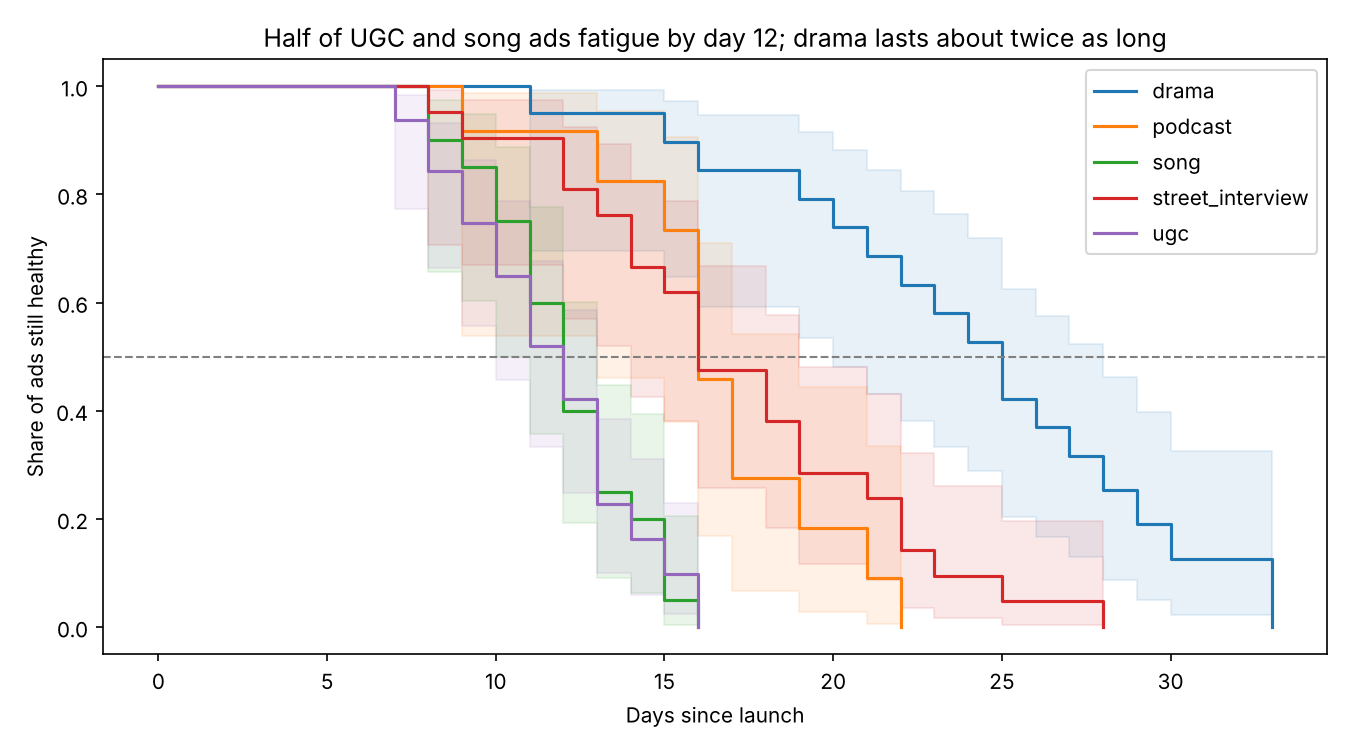 Half of UGC and song ads fatigue by day 12; drama lasts about twice as long
drama
podcast
song
street_interview
ugc
Share of ads still healthy
1.0
0.8
0.6
0.4
0.2
0.0
0
5
10
15
20
25
30
Days since launch